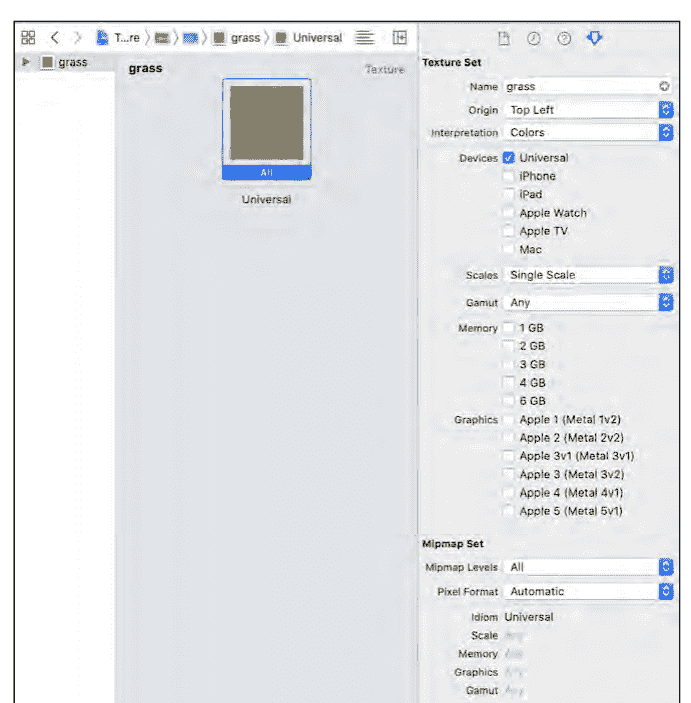 T...re grass Universal
grass
grass
Texture
All
Universal
Texture Set
Name grass
Origin Top Left
Interpretation Colors
Devices Universal
iPhone
iPad
Apple Watch
Apple TV
Mac
Scales Single Scale
Gamut Any
Memory 1 GB
2 GB
3 GB
4 GB
6 GB
Graphics Apple 1 (Metal 1v2)
Apple 2 (Metal 2v2)
Apple 3v1 (Metal 3v1)
Apple 3 (Metal 3v2)
Apple 4 (Metal 4v1)
Apple 5 (Metal 5v1)
Mipmap Set
Mipmap Levels All
Pixel Format Automatic
Idiom Universal
Scale Any
Memory Any
Graphics Any
Gamut Any